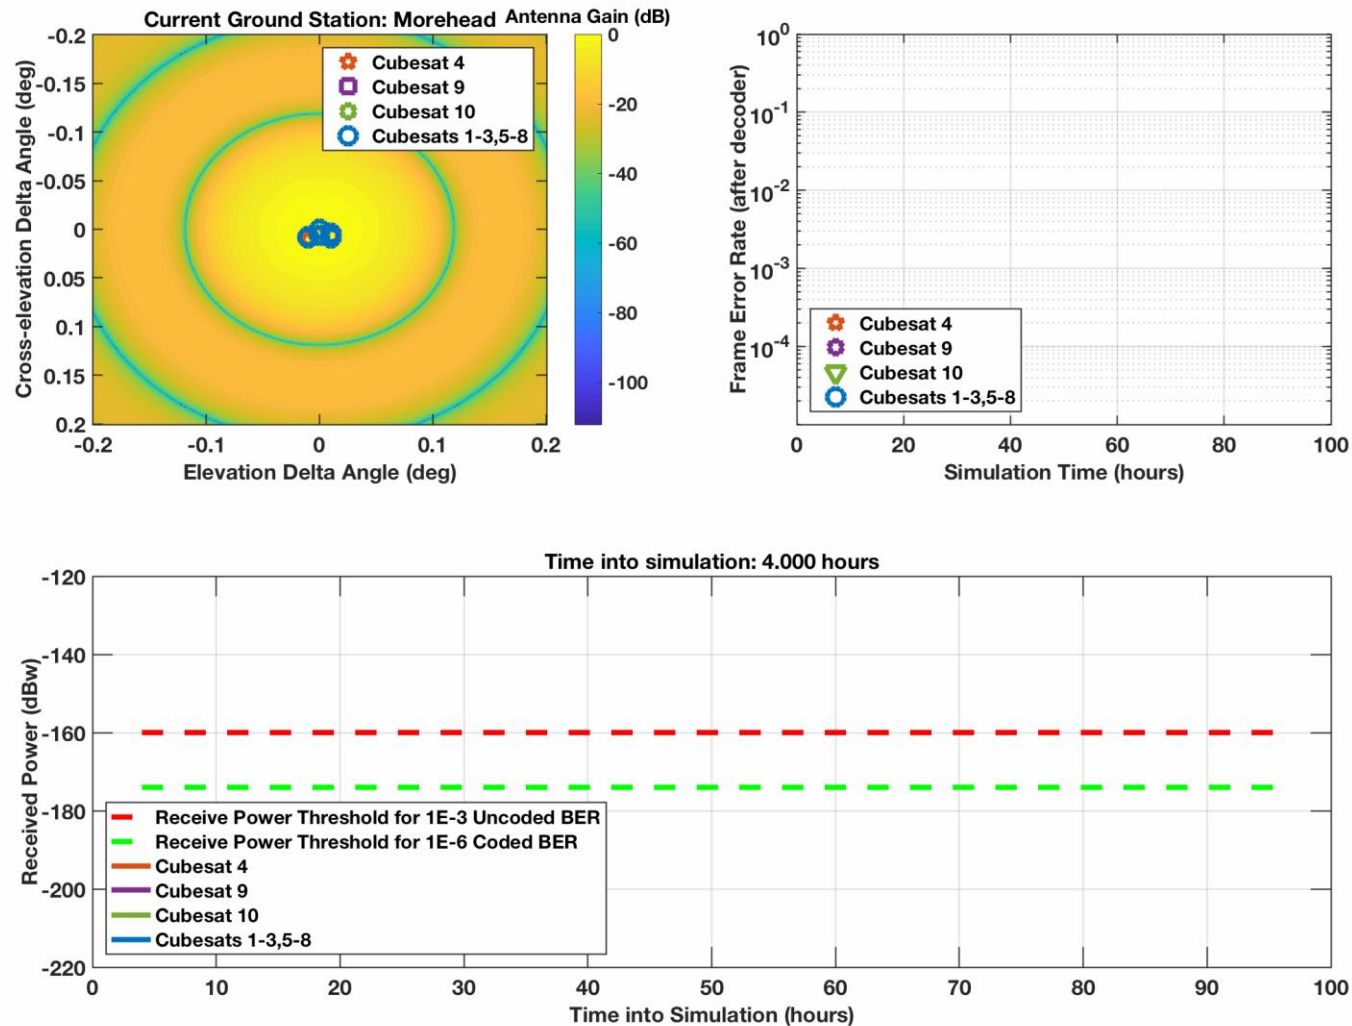 Current Ground Station: Morehead
Antenna Gain (dB)
-0.2
-0.15
-0.1
-0.05
0
0.05
0.1
0.15
0.2
Cross-elevation Delta Angle (deg)
Cubesat 4
Cubesat 9
Cubesat 10
Cubesats 1-3,5-8
-0.2
-0.1
0
0.1
0.2
Elevation Delta Angle (deg)
0
-20
-40
-60
-80
-100
10^0
10^-1
10^-2
10^-3
10^-4
Frame Error Rate (after decoder)
Cubesat 4
Cubesat 9
Cubesat 10
Cubesats 1-3,5-8
0
20
40
60
80
100
Simulation Time (hours)
Time into simulation: 4.000 hours
-120
-140
-160
-180
-200
-220
Received Power (dBw)
Receive Power Threshold for 1E-3 Uncoded BER
Receive Power Threshold for 1E-6 Coded BER
Cubesat 4
Cubesat 9
Cubesat 10
Cubesats 1-3,5-8
0
10
20
30
40
50
60
70
80
90
100
Time into Simulation (hours)